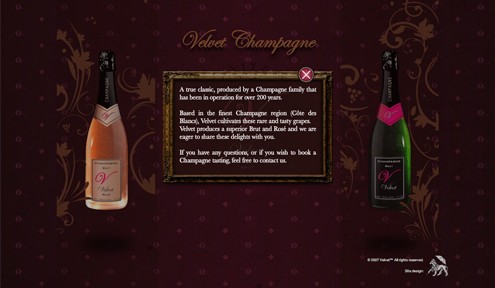 Velvet Champagne
A true classic, produced by a Champagne family that
has been in operation for over 200 years.
Based in the finest Champagne region (Côte des
Blancs), Velvet cultivates these rare and tasty grapes.
Velvet produces a superior Brut and Rosé and we are
eager to share these delights with you.
If you have any questions, or if you wish to book a
Champagne tasting, feel free to contact us.
V
Velvet
V
Velvet
© 2007 Velvet™ All rights reserved.
Site design: